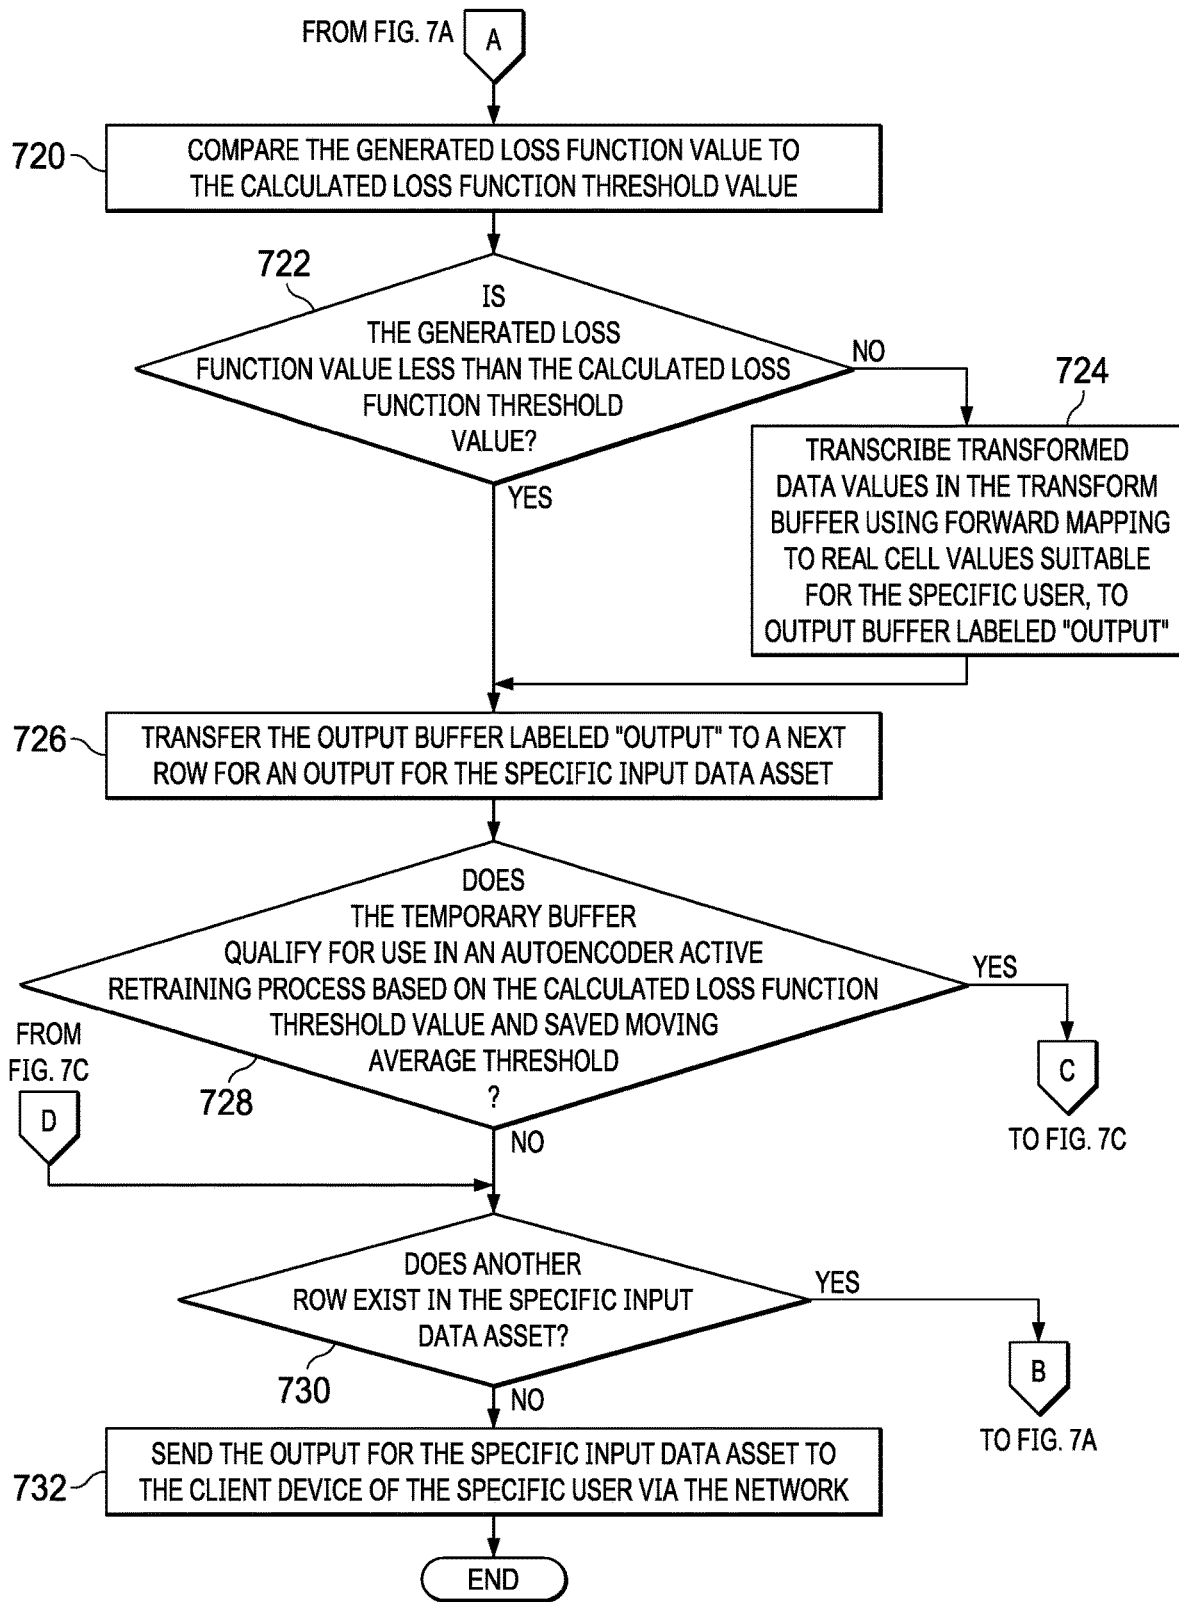 FROM FIG. 7A
A
720
COMPARE THE GENERATED LOSS FUNCTION VALUE TO
THE CALCULATED LOSS FUNCTION THRESHOLD VALUE
722
IS
THE GENERATED LOSS
FUNCTION VALUE LESS THAN THE CALCULATED LOSS
FUNCTION THRESHOLD
VALUE?
NO
YES
724
TRANSCRIBE TRANSFORMED
DATA VALUES IN THE TRANSFORM
BUFFER USING FORWARD MAPPING
TO REAL CELL VALUES SUITABLE
FOR THE SPECIFIC USER, TO
OUTPUT BUFFER LABELED "OUTPUT"
726
TRANSFER THE OUTPUT BUFFER LABELED "OUTPUT" TO A NEXT
ROW FOR AN OUTPUT FOR THE SPECIFIC INPUT DATA ASSET
DOES
THE TEMPORARY BUFFER
QUALIFY FOR USE IN AN AUTOENCODER ACTIVE
RETRAINING PROCESS BASED ON THE CALCULATED LOSS FUNCTION
THRESHOLD VALUE AND SAVED MOVING
AVERAGE THRESHOLD
?
728
YES
C
TO FIG. 7C
NO
FROM
FIG. 7C
D
DOES ANOTHER
ROW EXIST IN THE SPECIFIC INPUT
DATA ASSET?
730
YES
B
TO FIG. 7A
NO
732
SEND THE OUTPUT FOR THE SPECIFIC INPUT DATA ASSET TO
THE CLIENT DEVICE OF THE SPECIFIC USER VIA THE NETWORK
END